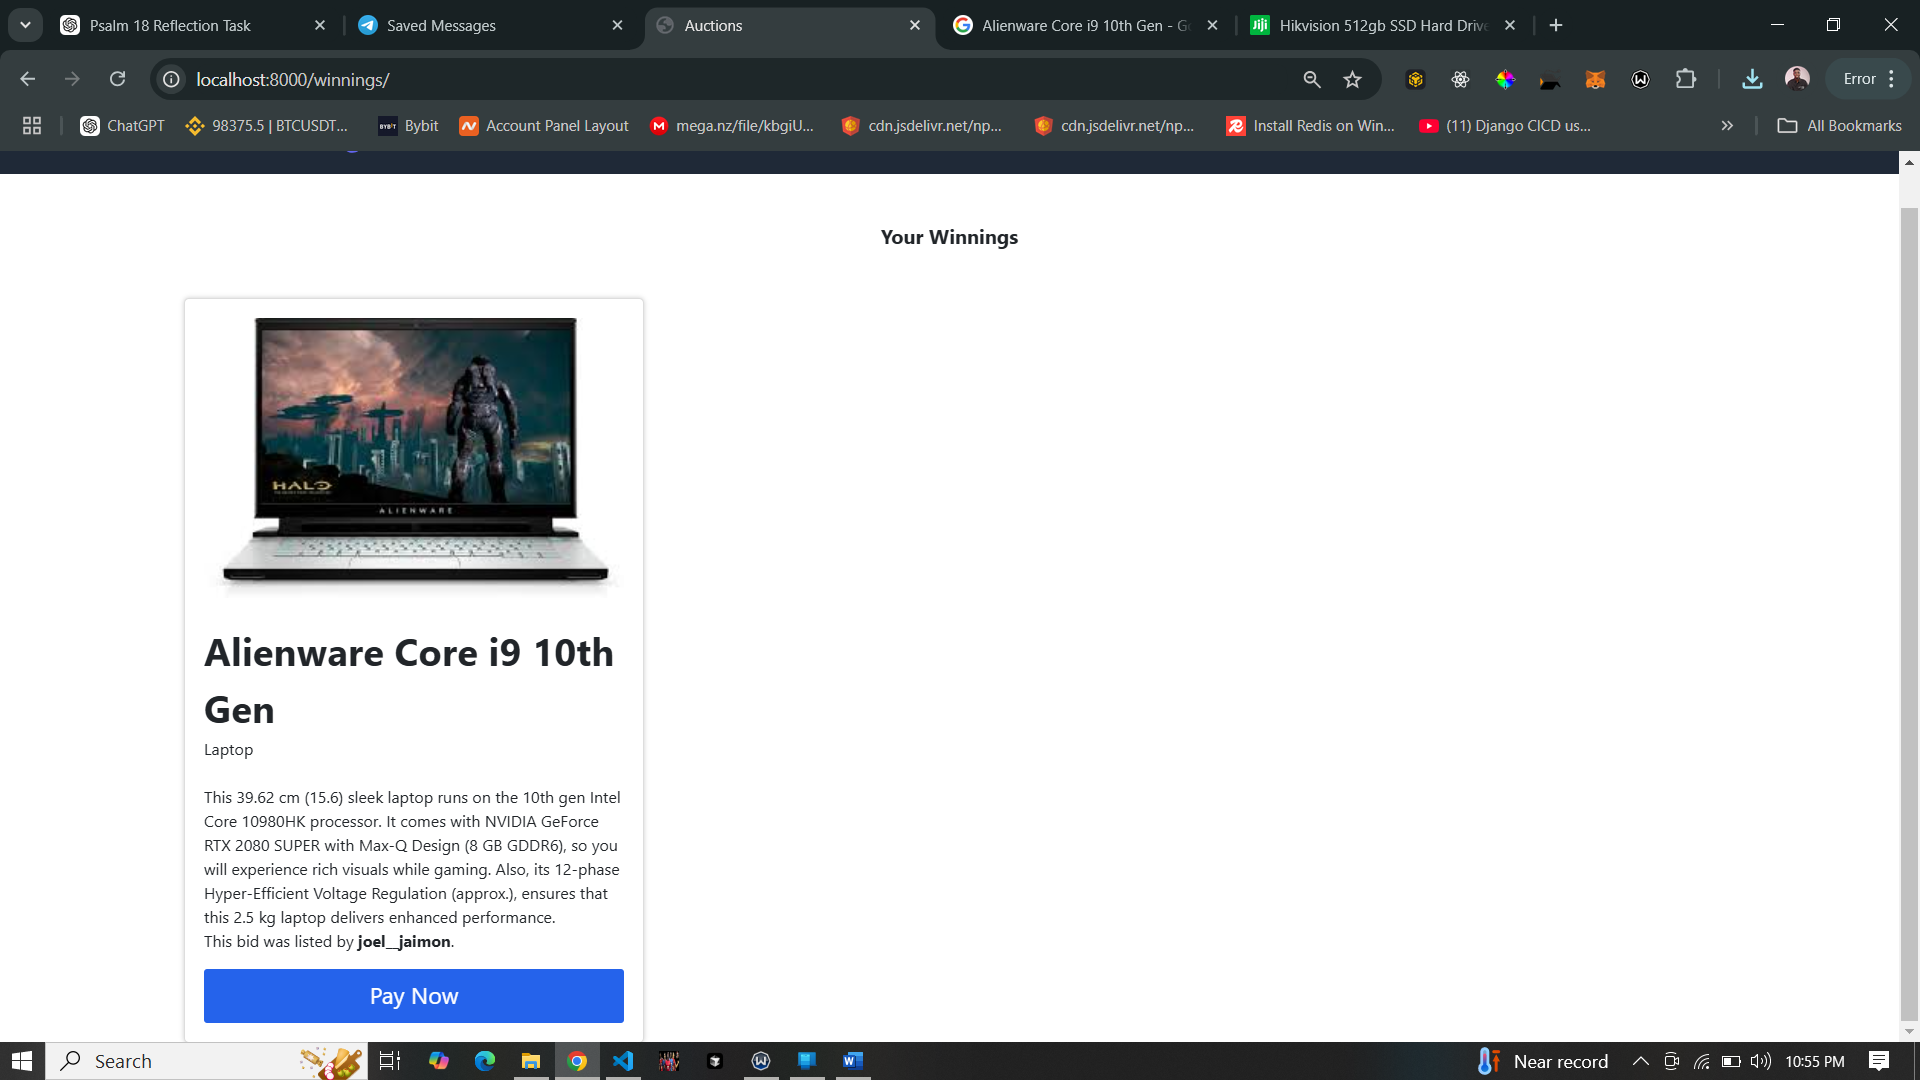 Psalm 18 Reflection Task
Saved Messages
Auctions
Alienware Core i9 10th Gen - G
Hikvision 512gb SSD Hard Drive
localhost:8000/winnings/
Error
ChatGPT
98375.5 | BTCUSDT...
BYBIT
Bybit
Account Panel Layout
mega.nz/file/kbgiU...
cdn.jsdelivr.net/np...
cdn.jsdelivr.net/np...
Install Redis on Win...
(11) Django CICD us...
All Bookmarks
Your Winnings
HALO
ALIENWARE
Alienware Core i9 10th
Gen
Laptop
This 39.62 cm (15.6) sleek laptop runs on the 10th gen Intel
Core 10980HK processor. It comes with NVIDIA GeForce
RTX 2080 SUPER with Max-Q Design (8 GB GDDR6), so you
will experience rich visuals while gaming. Also, its 12-phase
Hyper-Efficient Voltage Regulation (approx.), ensures that
this 2.5 kg laptop delivers enhanced performance.
This bid was listed by joel__jaimon.
Pay Now
Search
Near record
10:55 PM